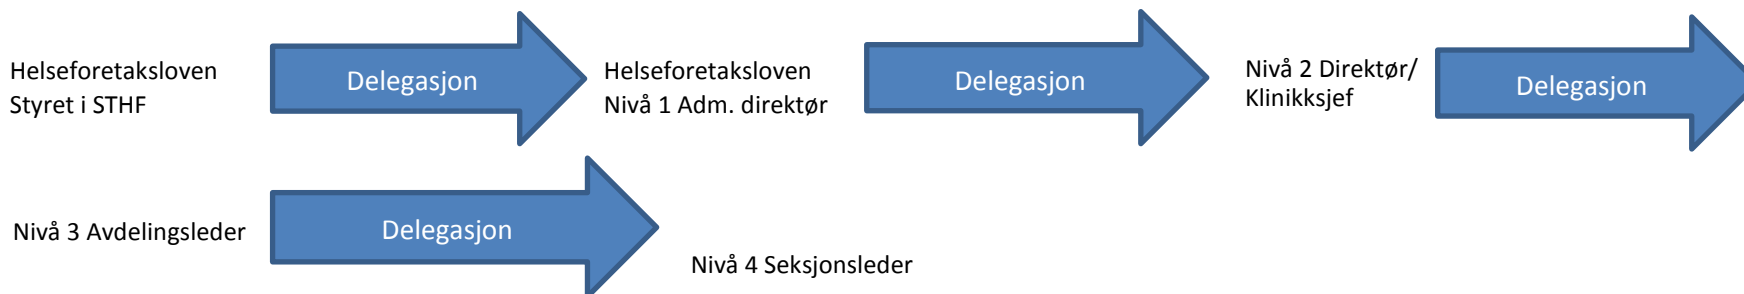 Helseforetaksloven
Styret i STHF
Delegasjon
Helseforetaksloven
Nivå 1 Adm. direktør
Delegasjon
Nivå 2 Direktør/
Klinikksjef
Delegasjon
Nivå 3 Avdelingsleder
Delegasjon
Nivå 4 Seksjonsleder